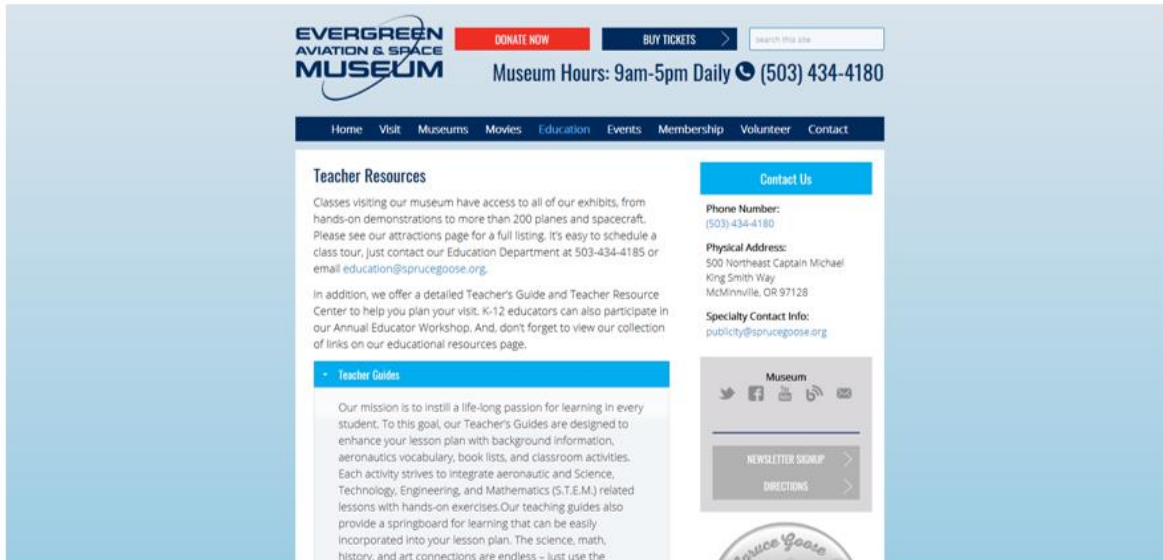 EVERGREEN
AVIATION & SPACE
MUSEUM
DONATE NOW
BUY TICKETS
search this site
Museum Hours: 9am-5pm Daily (503) 434-4180
Home Visit Museums Movies Education Events Membership Volunteer Contact
Teacher Resources
Classes visiting our museum have access to all of our exhibits, from
hands-on demonstrations to more than 200 planes and spacecraft.
Please see our attractions page for a full listing. It's easy to schedule a
class tour, just contact our Education Department at 503-434-4185 or
email education@sprucegoose.org.
In addition, we offer a detailed Teacher's Guide and Teacher Resource
Center to help you plan your visit. K-12 educators can also participate in
our Annual Educator Workshop. And, don't forget to view our collection
of links on our educational resources page.
Teacher Guides
Our mission is to instill a life-long passion for learning in every
student. To this goal, our Teacher's Guides are designed to
enhance your lesson plan with background information,
aeronautics vocabulary, book lists, and classroom activities.
Each activity strives to integrate aeronautic and Science,
Technology, Engineering, and Mathematics (S.T.E.M.) related
lessons with hands-on exercises.Our teaching guides also
provide a springboard for learning that can be easily
incorporated into your lesson plan. The science, math,
history, and art connections are endless – just use the
Contact Us
Phone Number:
(503) 434-4180
Physical Address:
500 Northeast Captain Michael
King Smith Way
McMinnville, OR 97128
Specialty Contact Info:
publicity@sprucegoose.org
Museum
You
NEWSLETTER SIGNUP
DIRECTIONS
Spruce Goose